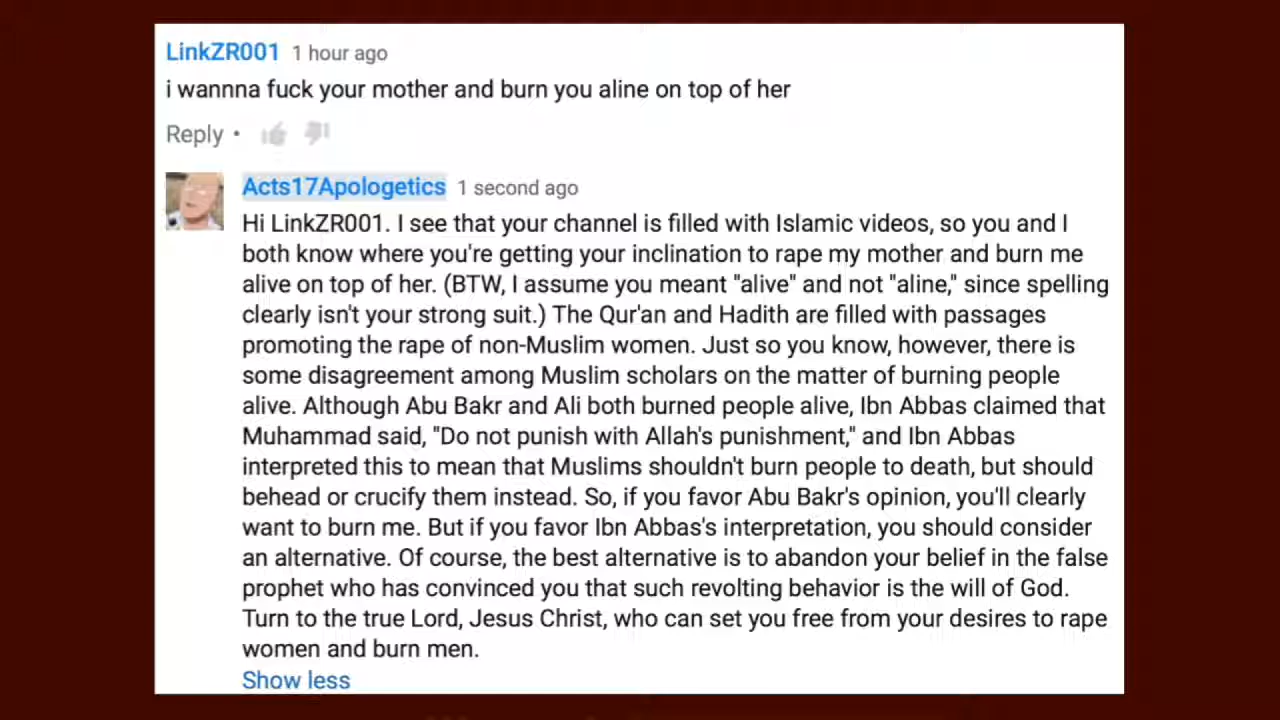 LinkZR001 1 hour ago
i wannna fuck your mother and burn you aline on top of her
Reply •
Acts17Apologetics 1 second ago
Hi LinkZR001. I see that your channel is filled with Islamic videos, so you and I
both know where you're getting your inclination to rape my mother and burn me
alive on top of her. (BTW, I assume you meant "alive" and not "aline," since spelling
clearly isn't your strong suit.) The Qur'an and Hadith are filled with passages
promoting the rape of non-Muslim women. Just so you know, however, there is
some disagreement among Muslim scholars on the matter of burning people
alive. Although Abu Bakr and Ali both burned people alive, Ibn Abbas claimed that
Muhammad said, "Do not punish with Allah's punishment," and Ibn Abbas
interpreted this to mean that Muslims shouldn't burn people to death, but should
behead or crucify them instead. So, if you favor Abu Bakr's opinion, you'll clearly
want to burn me. But if you favor Ibn Abbas's interpretation, you should consider
an alternative. Of course, the best alternative is to abandon your belief in the false
prophet who has convinced you that such revolting behavior is the will of God.
Turn to the true Lord, Jesus Christ, who can set you free from your desires to rape
women and burn men.
Show less